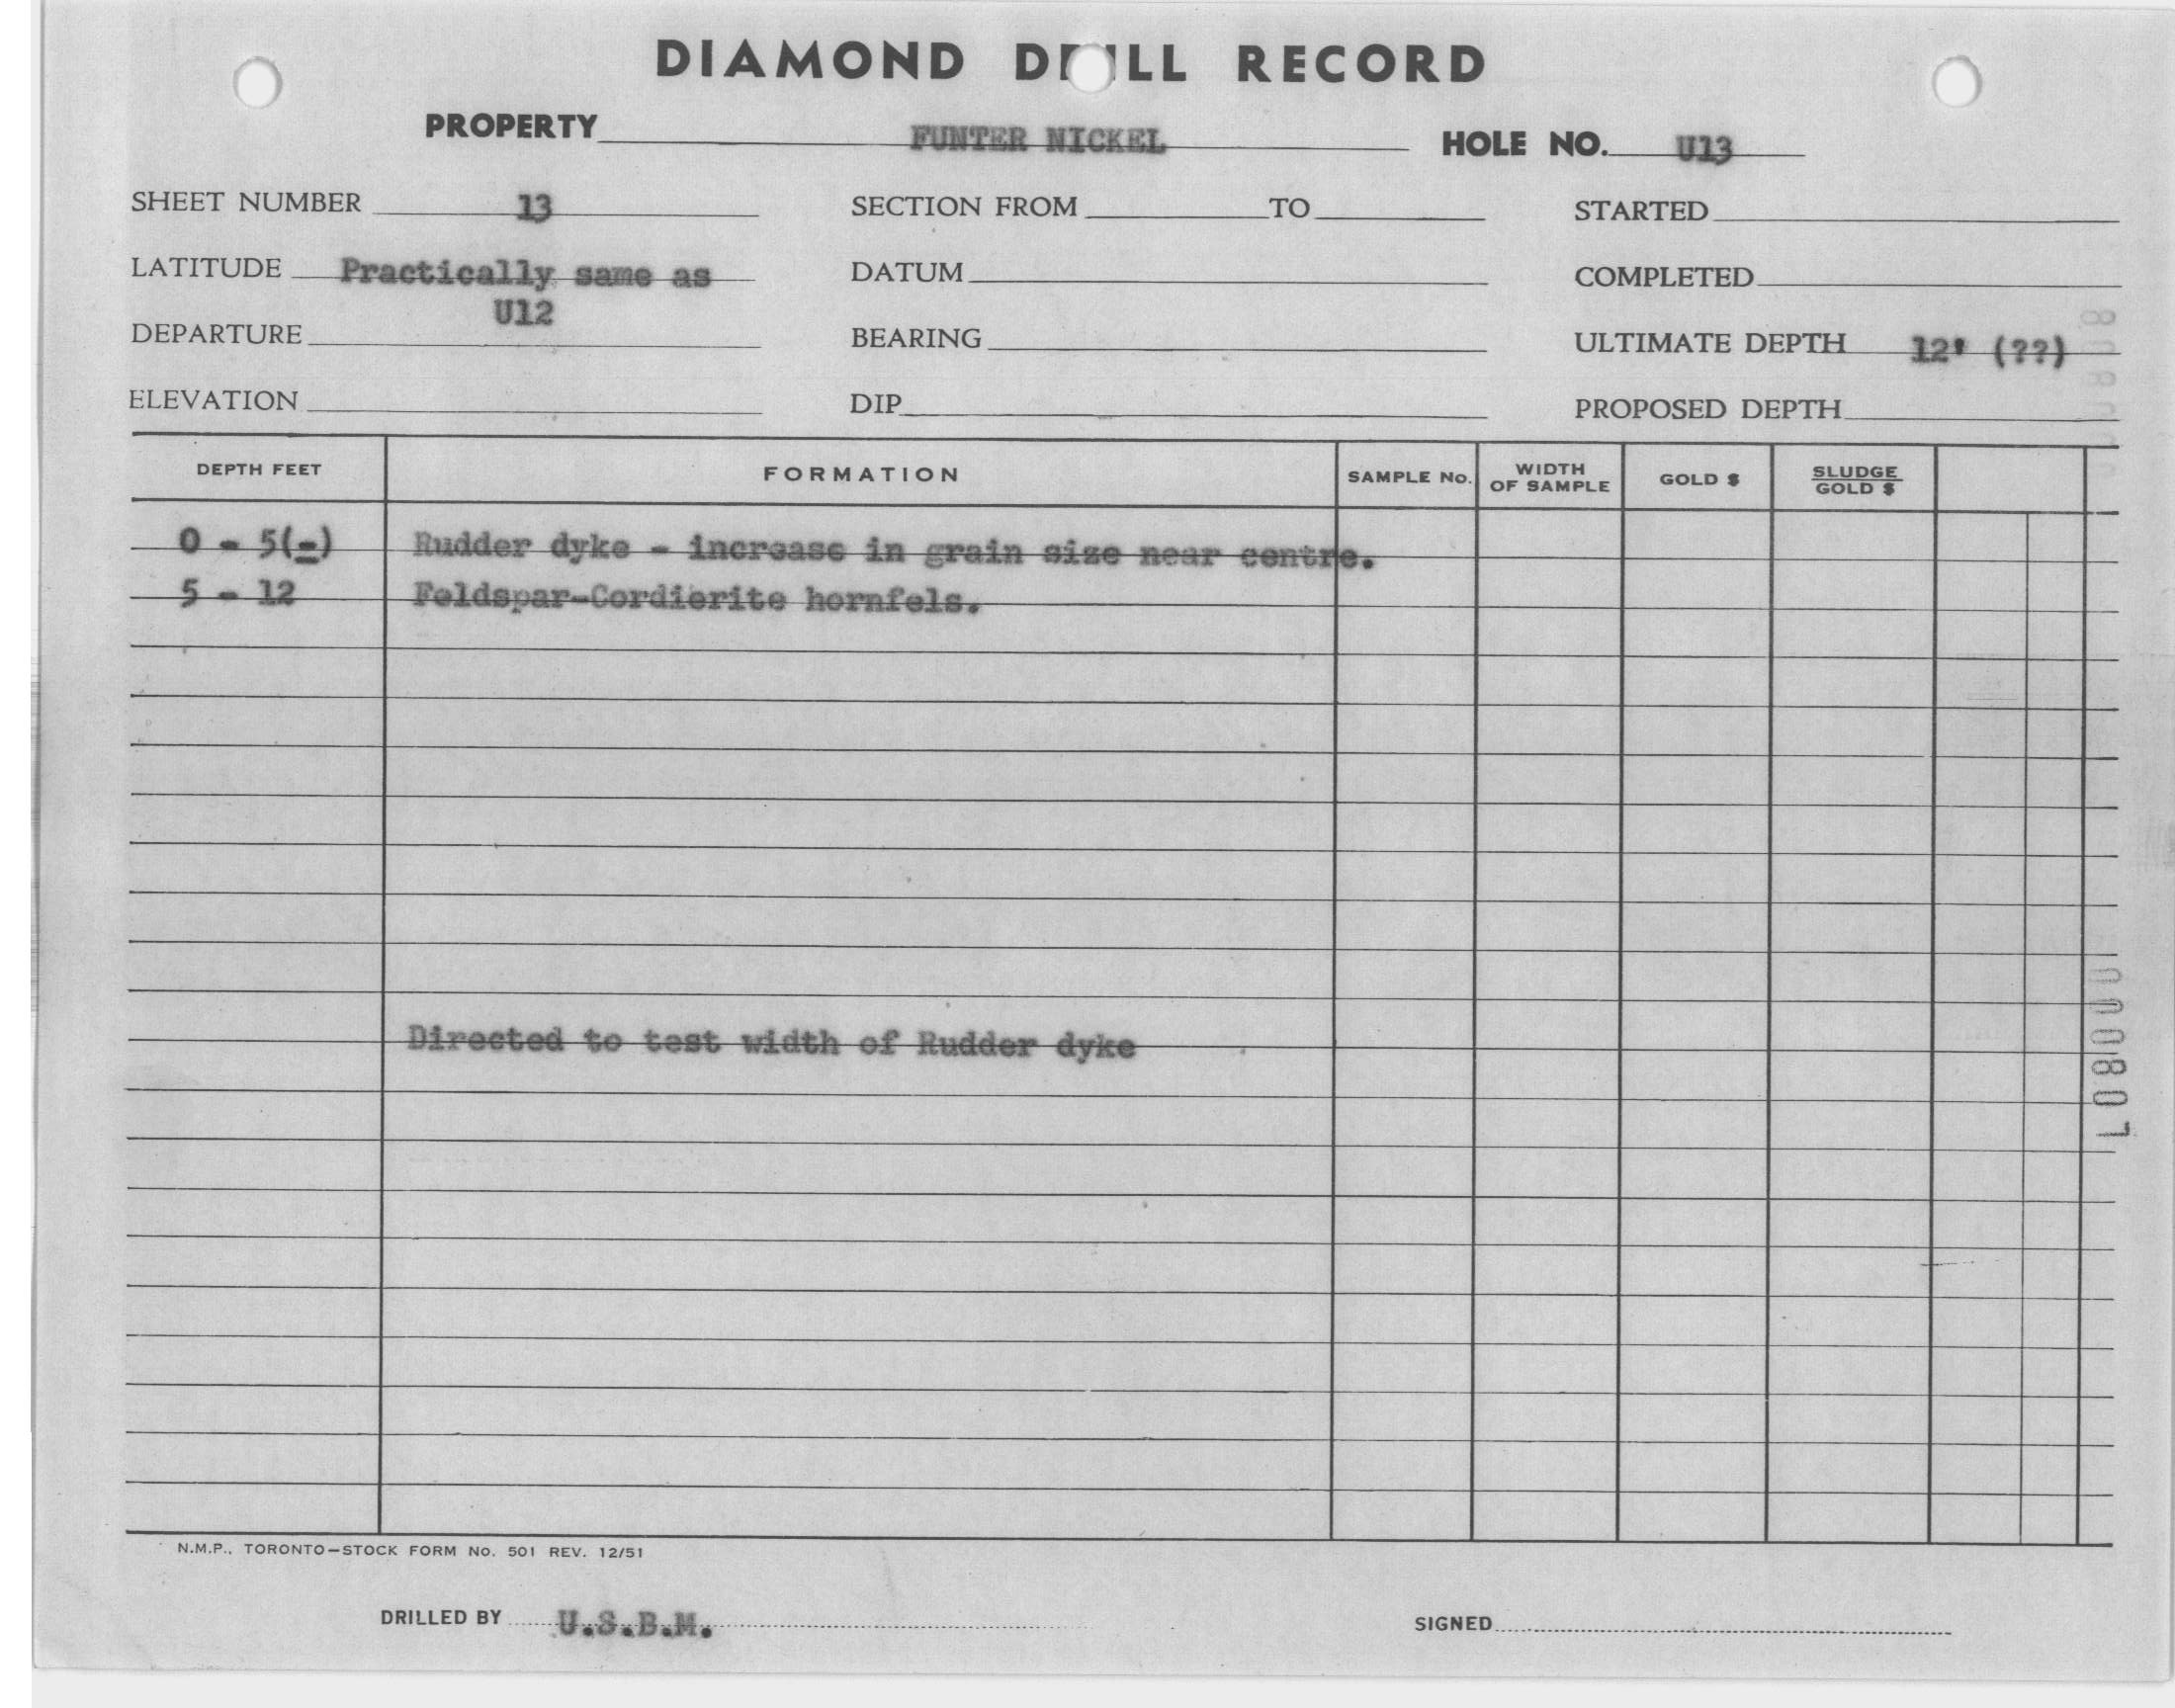 DIAMOND DRILL RECORD
PROPERTY FUNTER NICKEL HOLE NO. U13
SHEET NUMBER 13 SECTION FROM TO STARTED
LATITUDE Practically same as DATUM COMPLETED
U12
DEPARTURE BEARING ULTIMATE DEPTH 12' (??)
ELEVATION DIP PROPOSED DEPTH
DEPTH FEET FORMATION SAMPLE No. WIDTH OF SAMPLE GOLD $ SLUDGE GOLD $
0 - 5(-) Rudder dyke - increase in grain size near centre.
5 - 12 Feldspar-Cordierite hornfels.
Directed to test width of Rudder dyke
N.M.P., TORONTO—STOCK FORM No. 501 REV. 12/51
DRILLED BY U.S.B.M. SIGNED